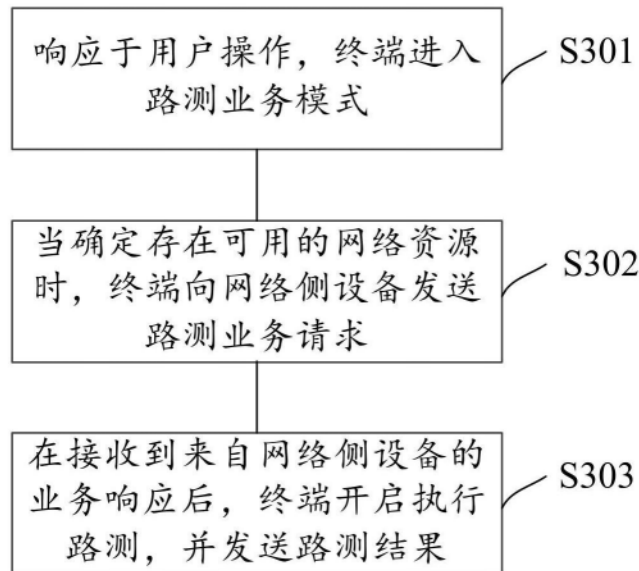 响应于用户操作，终端进入
路测业务模式
S301
当确定存在可用的网络资源
时，终端向网络侧设备发送
路测业务请求
S302
在接收到来自网络侧设备的
业务响应后，终端开启执行
路测，并发送路测结果
S303